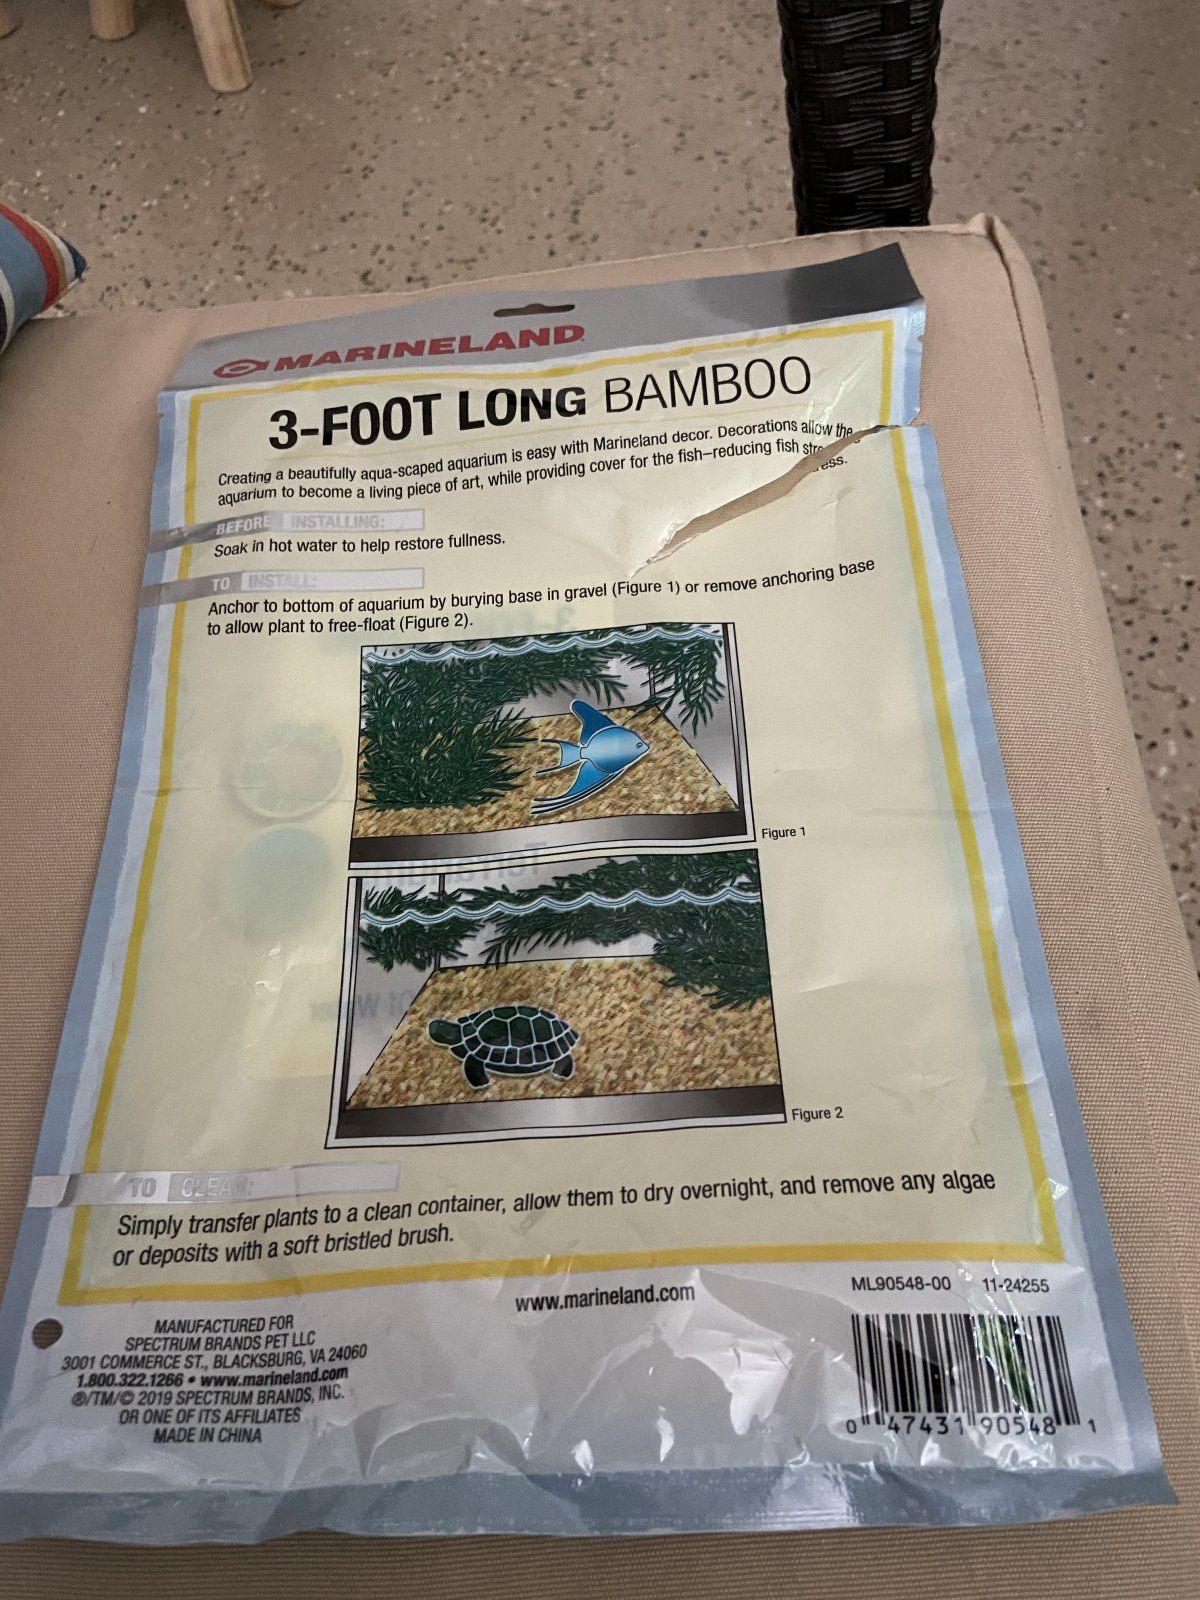 MARINELAND
3-FOOT LONG BAMBOO
Creating a beautifully aqua-scaped aquarium is easy with Marineland decor. Decorations allow the
aquarium to become a living piece of art, while providing cover for the fish–reducing fish stress.
BEFORE INSTALLING:
Soak in hot water to help restore fullness.
TO INSTALL:
Anchor to bottom of aquarium by burying base in gravel (Figure 1) or remove anchoring base
to allow plant to free-float (Figure 2).
Figure 1
Figure 2
TO CLEAN:
Simply transfer plants to a clean container, allow them to dry overnight, and remove any algae
or deposits with a soft bristled brush.
www.marineland.com
ML90548-00 11-24255
MANUFACTURED FOR
SPECTRUM BRANDS PET LLC
3001 COMMERCE ST., BLACKSBURG, VA 24060
1.800.322.1266 • www.marineland.com
®/TM/© 2019 SPECTRUM BRANDS, INC.
OR ONE OF ITS AFFILIATES
MADE IN CHINA
0 47431 90548 1